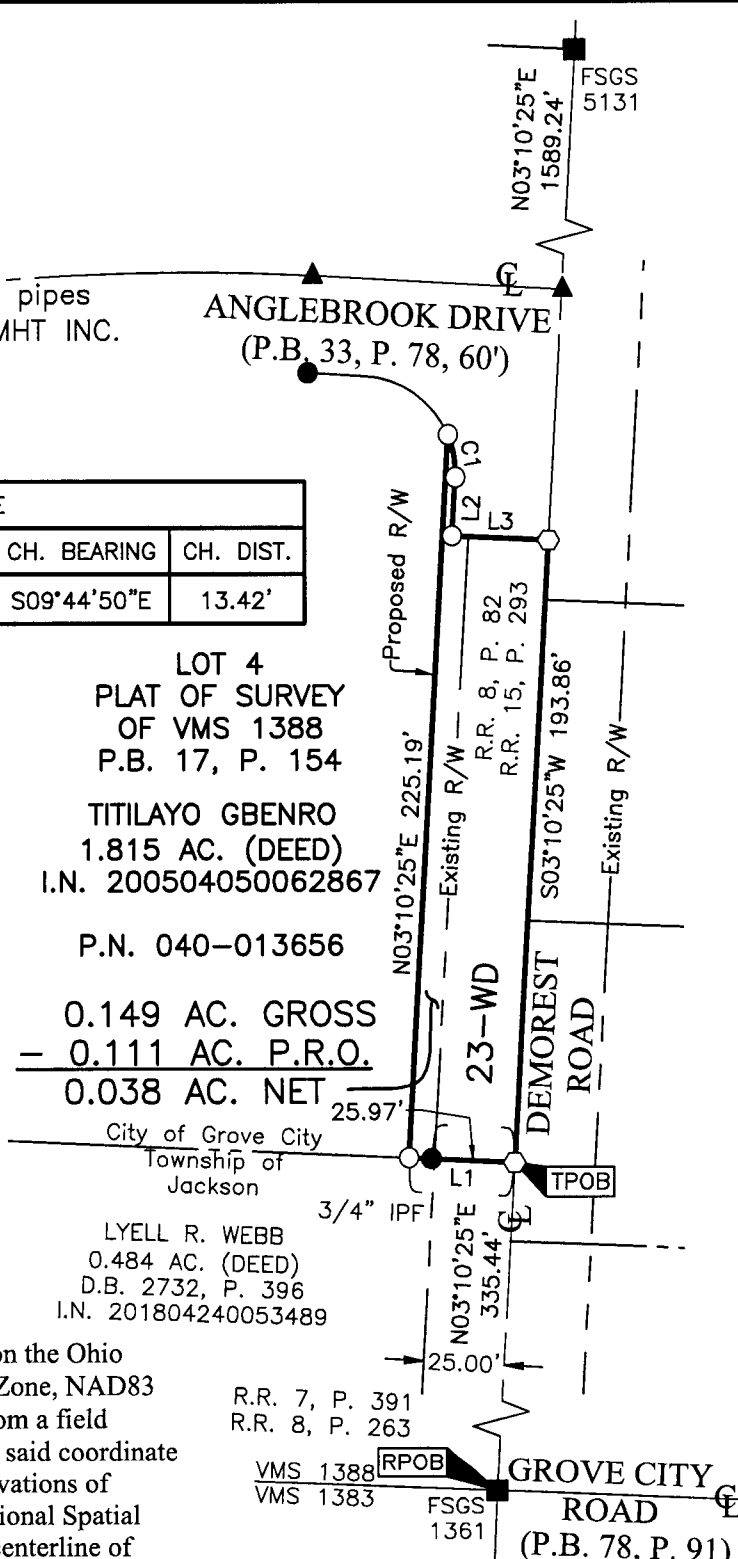 FSGS
5131
N03°10'25"E
1589.24'
pipes
MHT INC.
℄
ANGLEBROOK DRIVE
(P.B. 33, P. 78, 60')
C1
L2
L3
E
CH. BEARING CH. DIST.
S09°44'50"E 13.42'
Proposed R/W
R.R. 8, P. 82
R.R. 15, P. 293
LOT 4
PLAT OF SURVEY
OF VMS 1388
P.B. 17, P. 154
TITILAYO GBENRO
1.815 AC. (DEED)
I.N. 200504050062867
P.N. 040-013656
N03°10'25"E 225.19'
Existing R/W
S03°10'25"W 193.86'
Existing R/W
0.149 AC. GROSS
- 0.111 AC. P.R.O.
0.038 AC. NET
23-WD
DEMOREST
ROAD
25.97'
City of Grove City
Township of
Jackson
L1
TPOB
3/4" IPF
℄
LYELL R. WEBB
0.484 AC. (DEED)
D.B. 2732, P. 396
I.N. 201804240053489
N03°10'25"E
335.44'
25.00'
on the Ohio
Zone, NAD83
om a field
said coordinate
vations of
ional Spatial
centerline of
R.R. 7, P. 391
R.R. 8, P. 263
VMS 1388
VMS 1383
RPOB
FSGS
1361
GROVE CITY
ROAD
(P.B. 78, P. 91)
℄